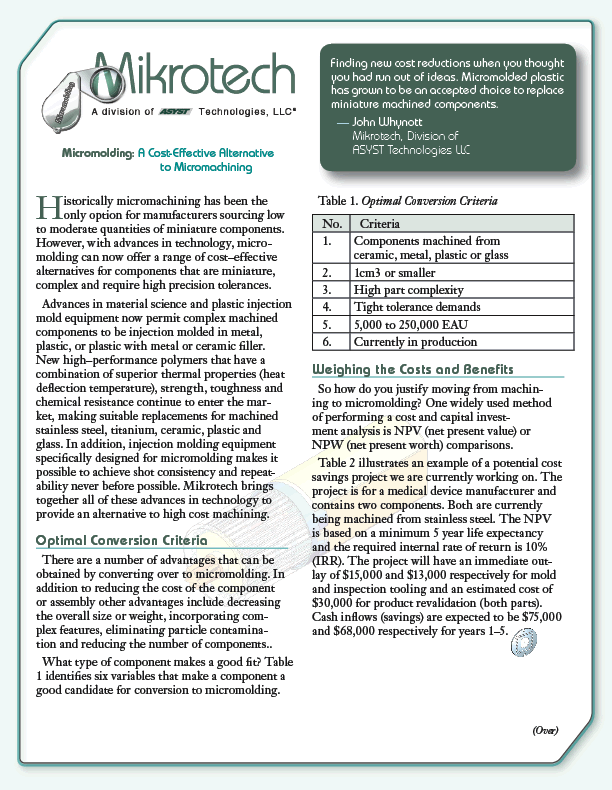 Mikrotech
Mikrotech
A division of ASYST Technologies, LLC®
Micromolding: A Cost-Effective Alternative
to Micromachining
Finding new cost reductions when you thought
you had run out of ideas. Micromolded plastic
has grown to be an accepted choice to replace
miniature machined components.
— John Whynott
Mikrotech, Division of
ASYST Technologies LLC
Historically micromachining has been the
only option for manufacturers sourcing low
to moderate quantities of miniature components.
However, with advances in technology, micro-
molding can now offer a range of cost–effective
alternatives for components that are miniature,
complex and require high precision tolerances.
Advances in material science and plastic injection
mold equipment now permit complex machined
components to be injection molded in metal,
plastic, or plastic with metal or ceramic filler.
New high–performance polymers that have a
combination of superior thermal properties (heat
deflection temperature), strength, toughness and
chemical resistance continue to enter the mar-
ket, making suitable replacements for machined
stainless steel, titanium, ceramic, plastic and
glass. In addition, injection molding equipment
specifically designed for micromolding makes it
possible to achieve shot consistency and repeat-
ability never before possible. Mikrotech brings
together all of these advances in technology to
provide an alternative to high cost machining.
Optimal Conversion Criteria
There are a number of advantages that can be
obtained by converting over to micromolding. In
addition to reducing the cost of the component
or assembly other advantages include decreasing
the overall size or weight, incorporating com-
plex features, eliminating particle contamina-
tion and reducing the number of components..
What type of component makes a good fit? Table
1 identifies six variables that make a component a
good candidate for conversion to micromolding.
Table 1. Optimal Conversion Criteria
No. Criteria
1. Components machined from
ceramic, metal, plastic or glass
2. 1cm3 or smaller
3. High part complexity
4. Tight tolerance demands
5. 5,000 to 250,000 EAU
6. Currently in production
Weighing the Costs and Benefits
So how do you justify moving from machin-
ing to micromolding? One widely used method
of performing a cost and capital invest-
ment analysis is NPV (net present value) or
NPW (net present worth) comparisons.
Table 2 illustrates an example of a potential cost
savings project we are currently working on. The
project is for a medical device manufacturer and
contains two components. Both are currently
being machined from stainless steel. The NPV
is based on a minimum 5 year life expectancy
and the required internal rate of return is 10%
(IRR). The project will have an immediate out-
lay of $15,000 and $13,000 respectively for mold
and inspection tooling and an estimated cost of
$30,000 for product revalidation (both parts).
Cash inflows (savings) are expected to be $75,000
and $68,000 respectively for years 1–5.
(Over)